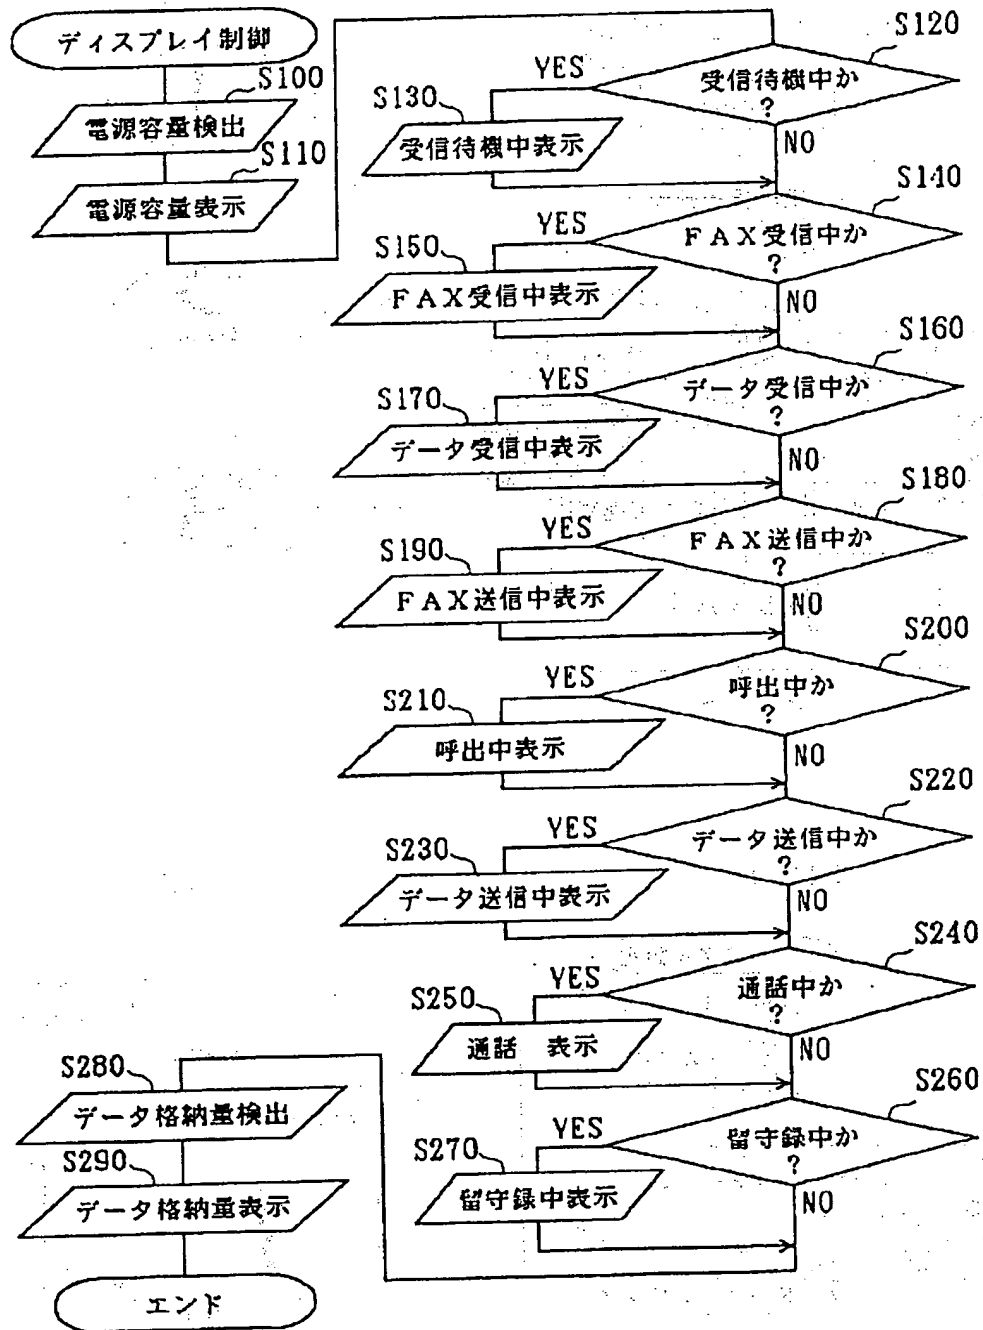 ディスプレイ制御
S100
電源容量検出
S110
電源容量表示
S120
受信待機中か
?
YES
NO
S130
受信待機中表示
S140
FAX受信中か
?
YES
NO
S150
FAX受信中表示
S160
データ受信中か
?
YES
NO
S170
データ受信中表示
S180
FAX送信中か
?
YES
NO
S190
FAX送信中表示
S200
呼出中か
?
YES
NO
S210
呼出中表示
S220
データ送信中か
?
YES
NO
S230
データ送信中表示
S240
通話中か
?
YES
NO
S250
通話 表示
S260
留守録中か
?
YES
NO
S270
留守録中表示
S280
データ格納量検出
S290
データ格納量表示
エンド